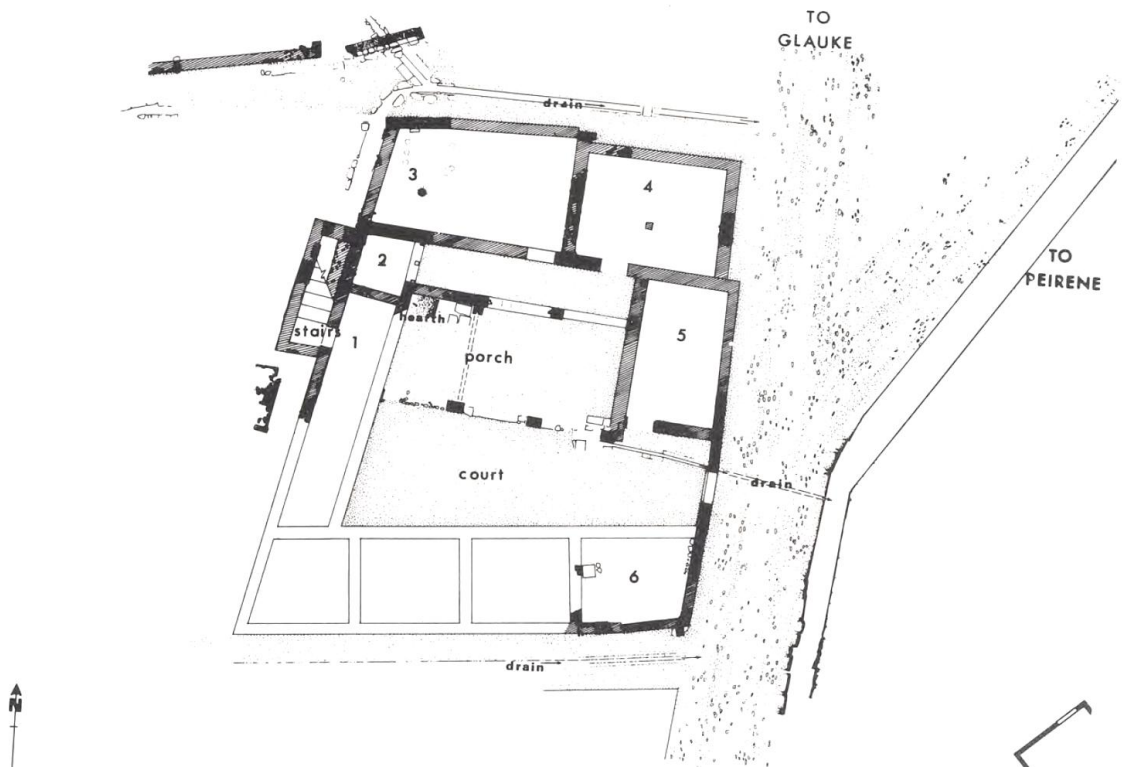 TO
GLAUKE
drain
3
4
TO
PEIRENE
2
hearth
stairs
1
porch
5
court
drain
6
drain
N